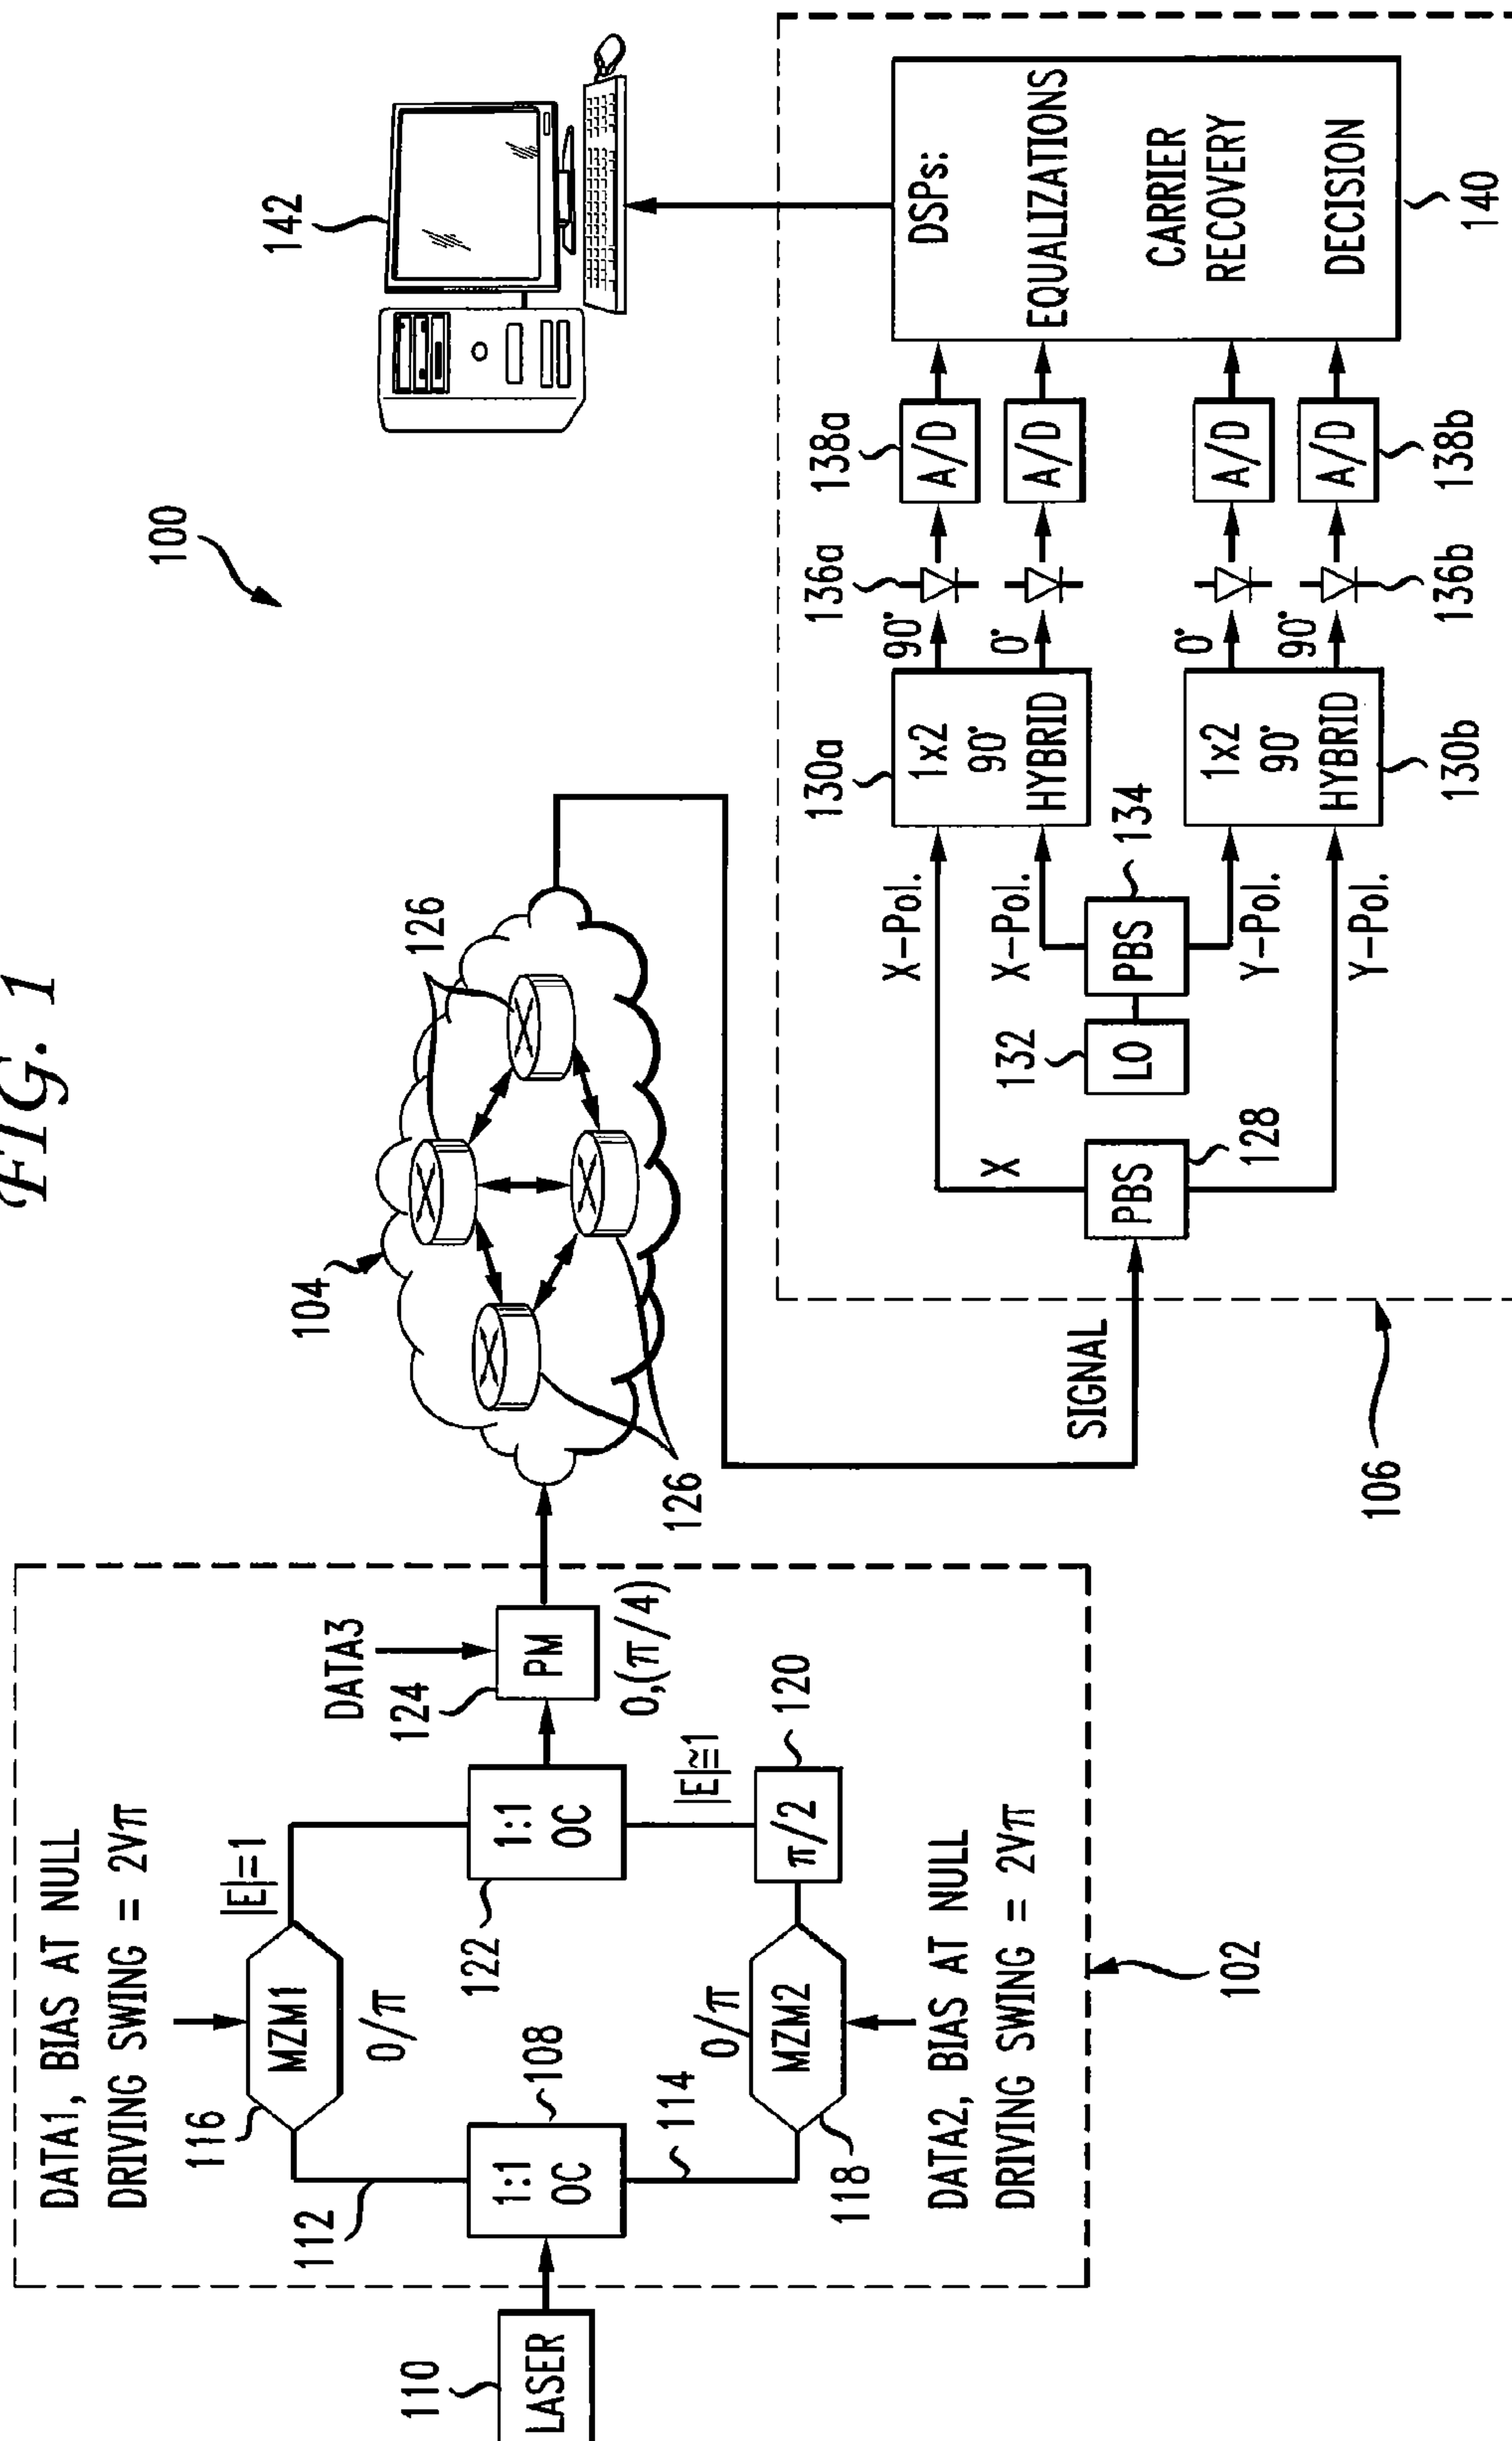 FIG. 1
100
142
104
126
126
110
LASER
102
DATA1, BIAS AT NULL
DRIVING SWING = 2Vπ
116
MZM1
0/π
|E|=1
112
1:1
OC
108
114
122
1:1
OC
DATA3
124
PM
0,(π/4)
|E|≅1
π/2
120
0/π
MZM2
118
DATA2, BIAS AT NULL
DRIVING SWING = 2Vπ
106
SIGNAL
PBS
128
X
132
LO
PBS
134
X-Pol.
X-Pol.
Y-Pol.
Y-Pol.
130a
1x2
90°
HYBRID
1x2
90°
HYBRID
130b
90°
0°
0°
90°
136a
136b
138a
A/D
A/D
A/D
A/D
138b
DSPs:
EQUALIZATIONS
CARRIER
RECOVERY
DECISION
140